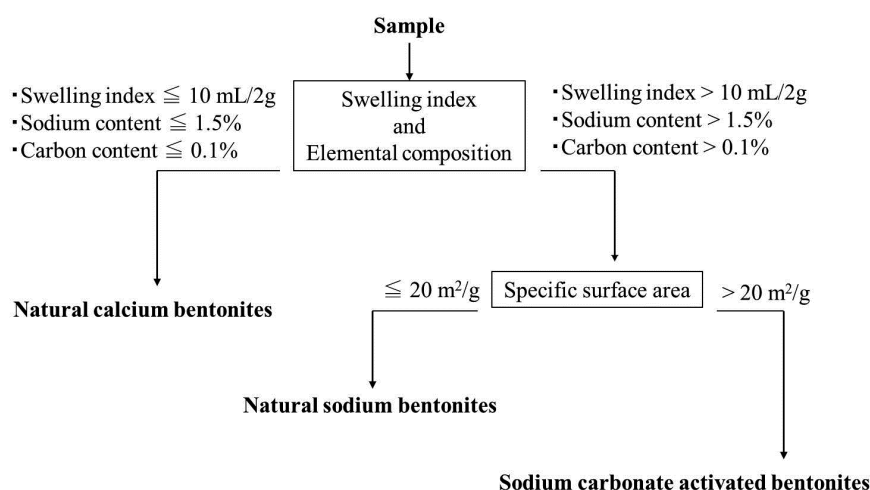 Sample
・Swelling index ≦ 10 mL/2g
・Sodium content ≦ 1.5%
・Carbon content ≦ 0.1%
Swelling index
and
Elemental composition
・Swelling index > 10 mL/2g
・Sodium content > 1.5%
・Carbon content > 0.1%
≦ 20 m²/g
Specific surface area
> 20 m²/g
Natural calcium bentonites
Natural sodium bentonites
Sodium carbonate activated bentonites